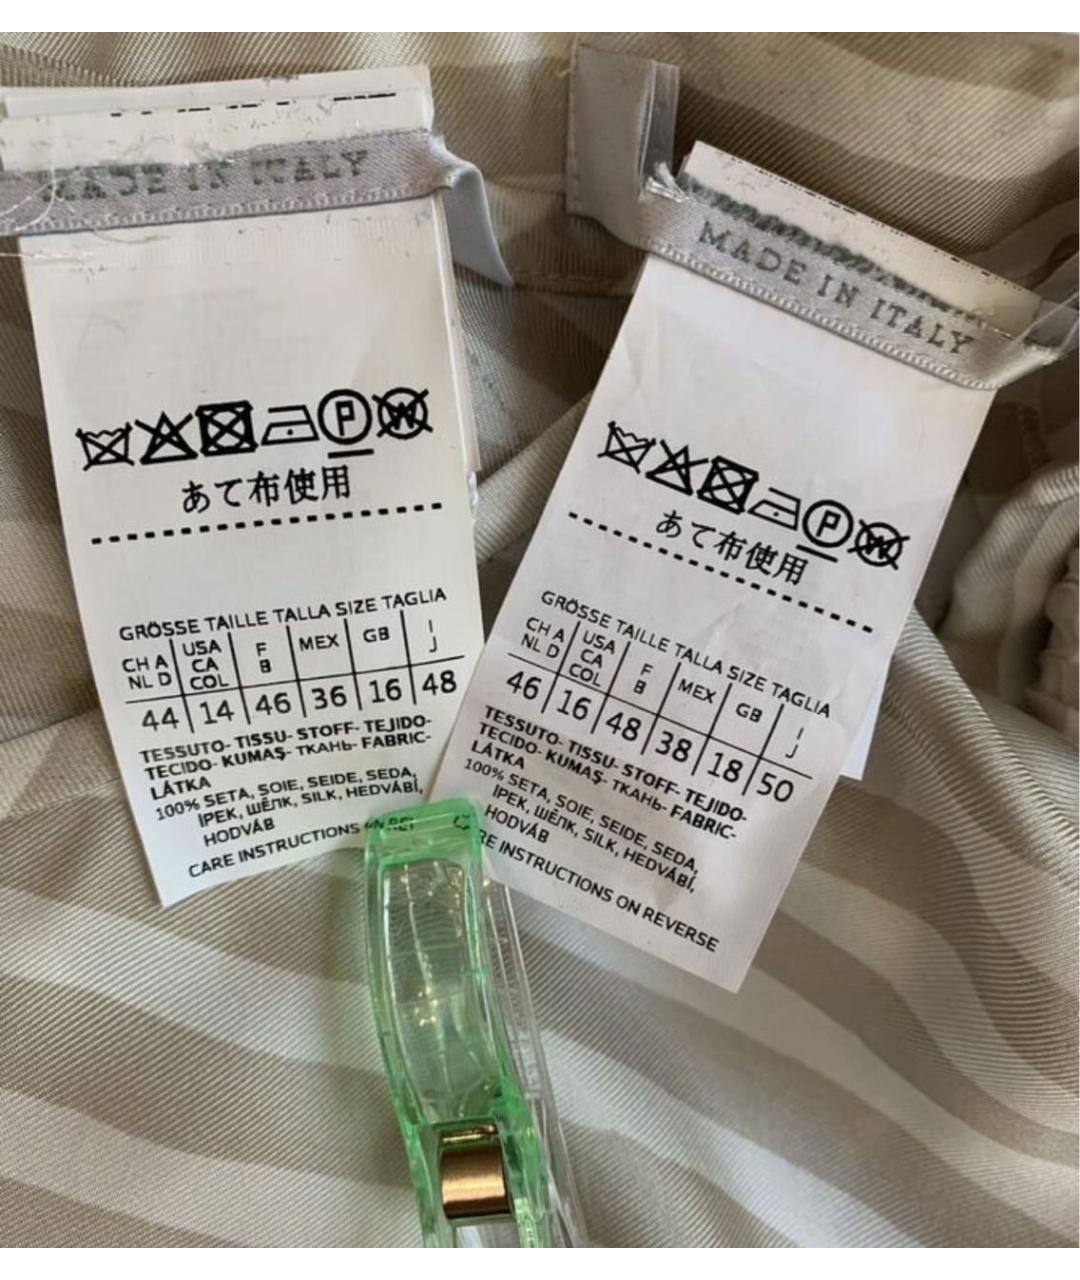 MADE IN ITALY
P
W
あて布使用
GRÖSSE TAILLE TALLA SIZE TAGLIA
CH A USA F MEX GB I
NL D CA B J
COL
44 14 46 36 16 48
TESSUTO- TISSU- STOFF- TEJIDO-
TECIDO- KUMAŞ- ТКАНЬ- FABRIC-
LÁTKA
100% SETA, SOIE, SEIDE, SEDA,
IPEK, ШЁЛК, SILK, HEDVÁBÍ,
HODVÁB
CARE INSTRUCTIONS ON
MADE IN ITALY
P
W
あて布使用
GRÖSSE TAILLE TALLA SIZE TAGLIA
CH A USA F MEX GB I
NL D CA B J
COL
46 16 48 38 18 50
TESSUTO- TISSU- STOFF- TEJIDO-
TECIDO- KUMAŞ- ТКАНЬ- FABRIC-
LÁTKA
100% SETA, SOIE, SEIDE, SEDA,
IPEK, ШЁЛК, SILK, HEDVÁBÍ,
HODVÁB
RE INSTRUCTIONS ON REVERSE